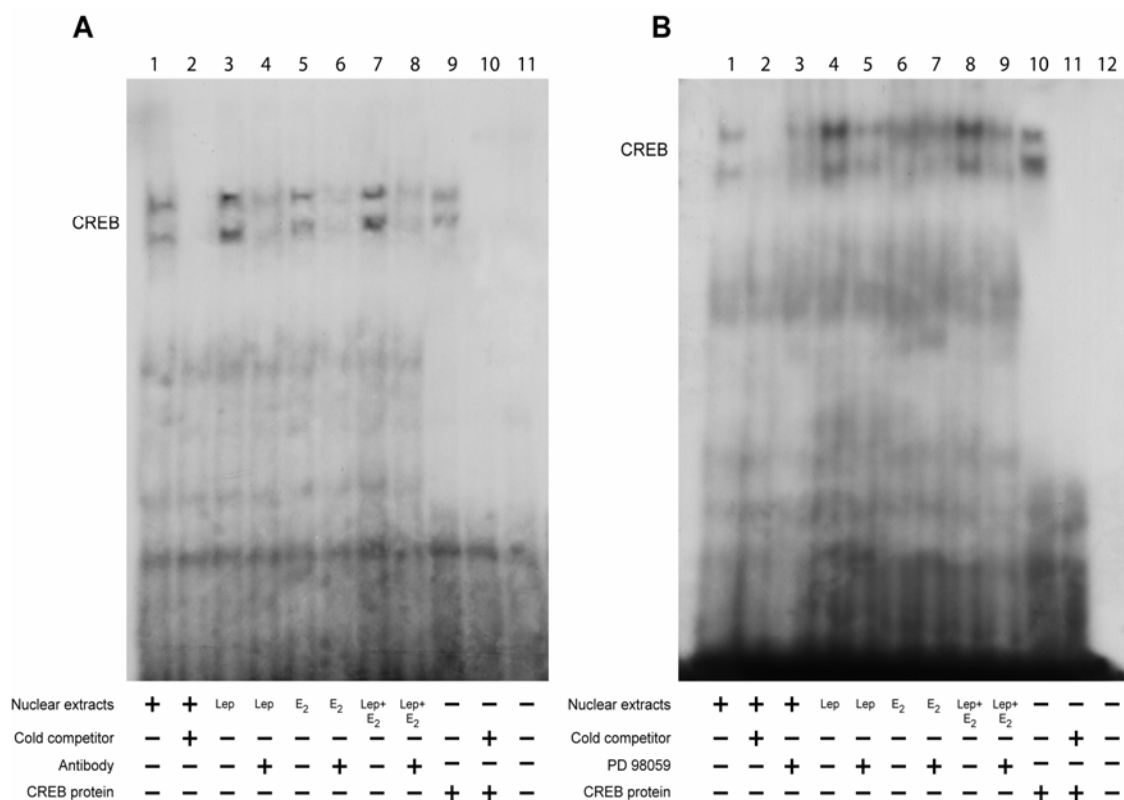 A
1 2 3 4 5 6 7 8 9 10 11
CREB
Nuclear extracts + + Lep Lep E2 E2 Lep+ E2 Lep+ E2 − − −
Cold competitor − + − − − − − − − + −
Antibody − − − + − + − + − − −
CREB protein − − − − − − − − + + −
B
1 2 3 4 5 6 7 8 9 10 11 12
CREB
Nuclear extracts + + + Lep Lep E2 E2 Lep+ E2 Lep+ E2 − − −
Cold competitor − + − − − − − − − − + −
PD 98059 − − + − + − + − + − − −
CREB protein − − − − − − − − − + + −